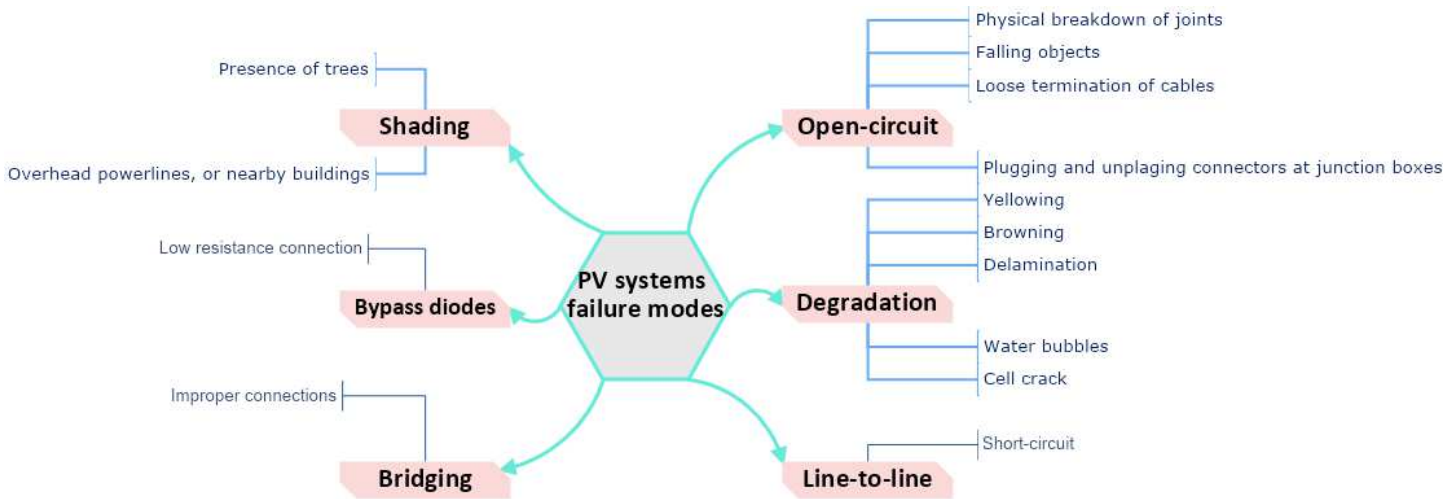 Presence of trees
Shading
Overhead powerlines, or nearby buildings
Low resistance connection
Bypass diodes
Improper connections
Bridging
PV systems
failure modes
Physical breakdown of joints
Falling objects
Loose termination of cables
Open-circuit
Plugging and unplaging connectors at junction boxes
Yellowing
Browning
Delamination
Degradation
Water bubbles
Cell crack
Short-circuit
Line-to-line